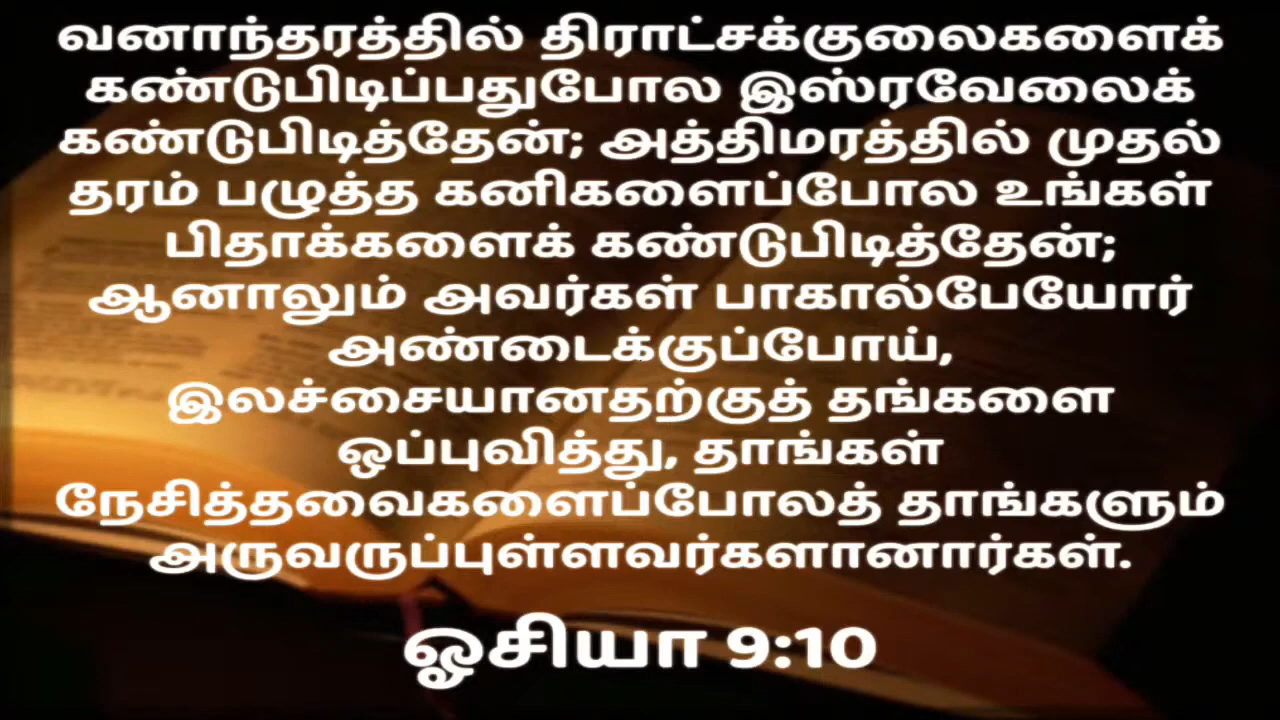 வனாந்தரத்தில் திராட்சக்குலைகளைக்
கண்டுபிடிப்பதுபோல இஸ்ரவேலைக்
கண்டுபிடித்தேன்; அத்திமரத்தில் முதல்
தரம் பழுத்த கனிகளைப்போல உங்கள்
பிதாக்களைக் கண்டுபிடித்தேன்;
ஆனாலும் அவர்கள் பாகால்பேயோர்
அண்டைக்குப்போய்,
இலச்சையானதற்குத் தங்களை
ஒப்புவித்து, தாங்கள்
நேசித்தவைகளைப்போலத் தாங்களும்
அருவருப்புள்ளவர்களானார்கள்.
ஓசியா 9:10